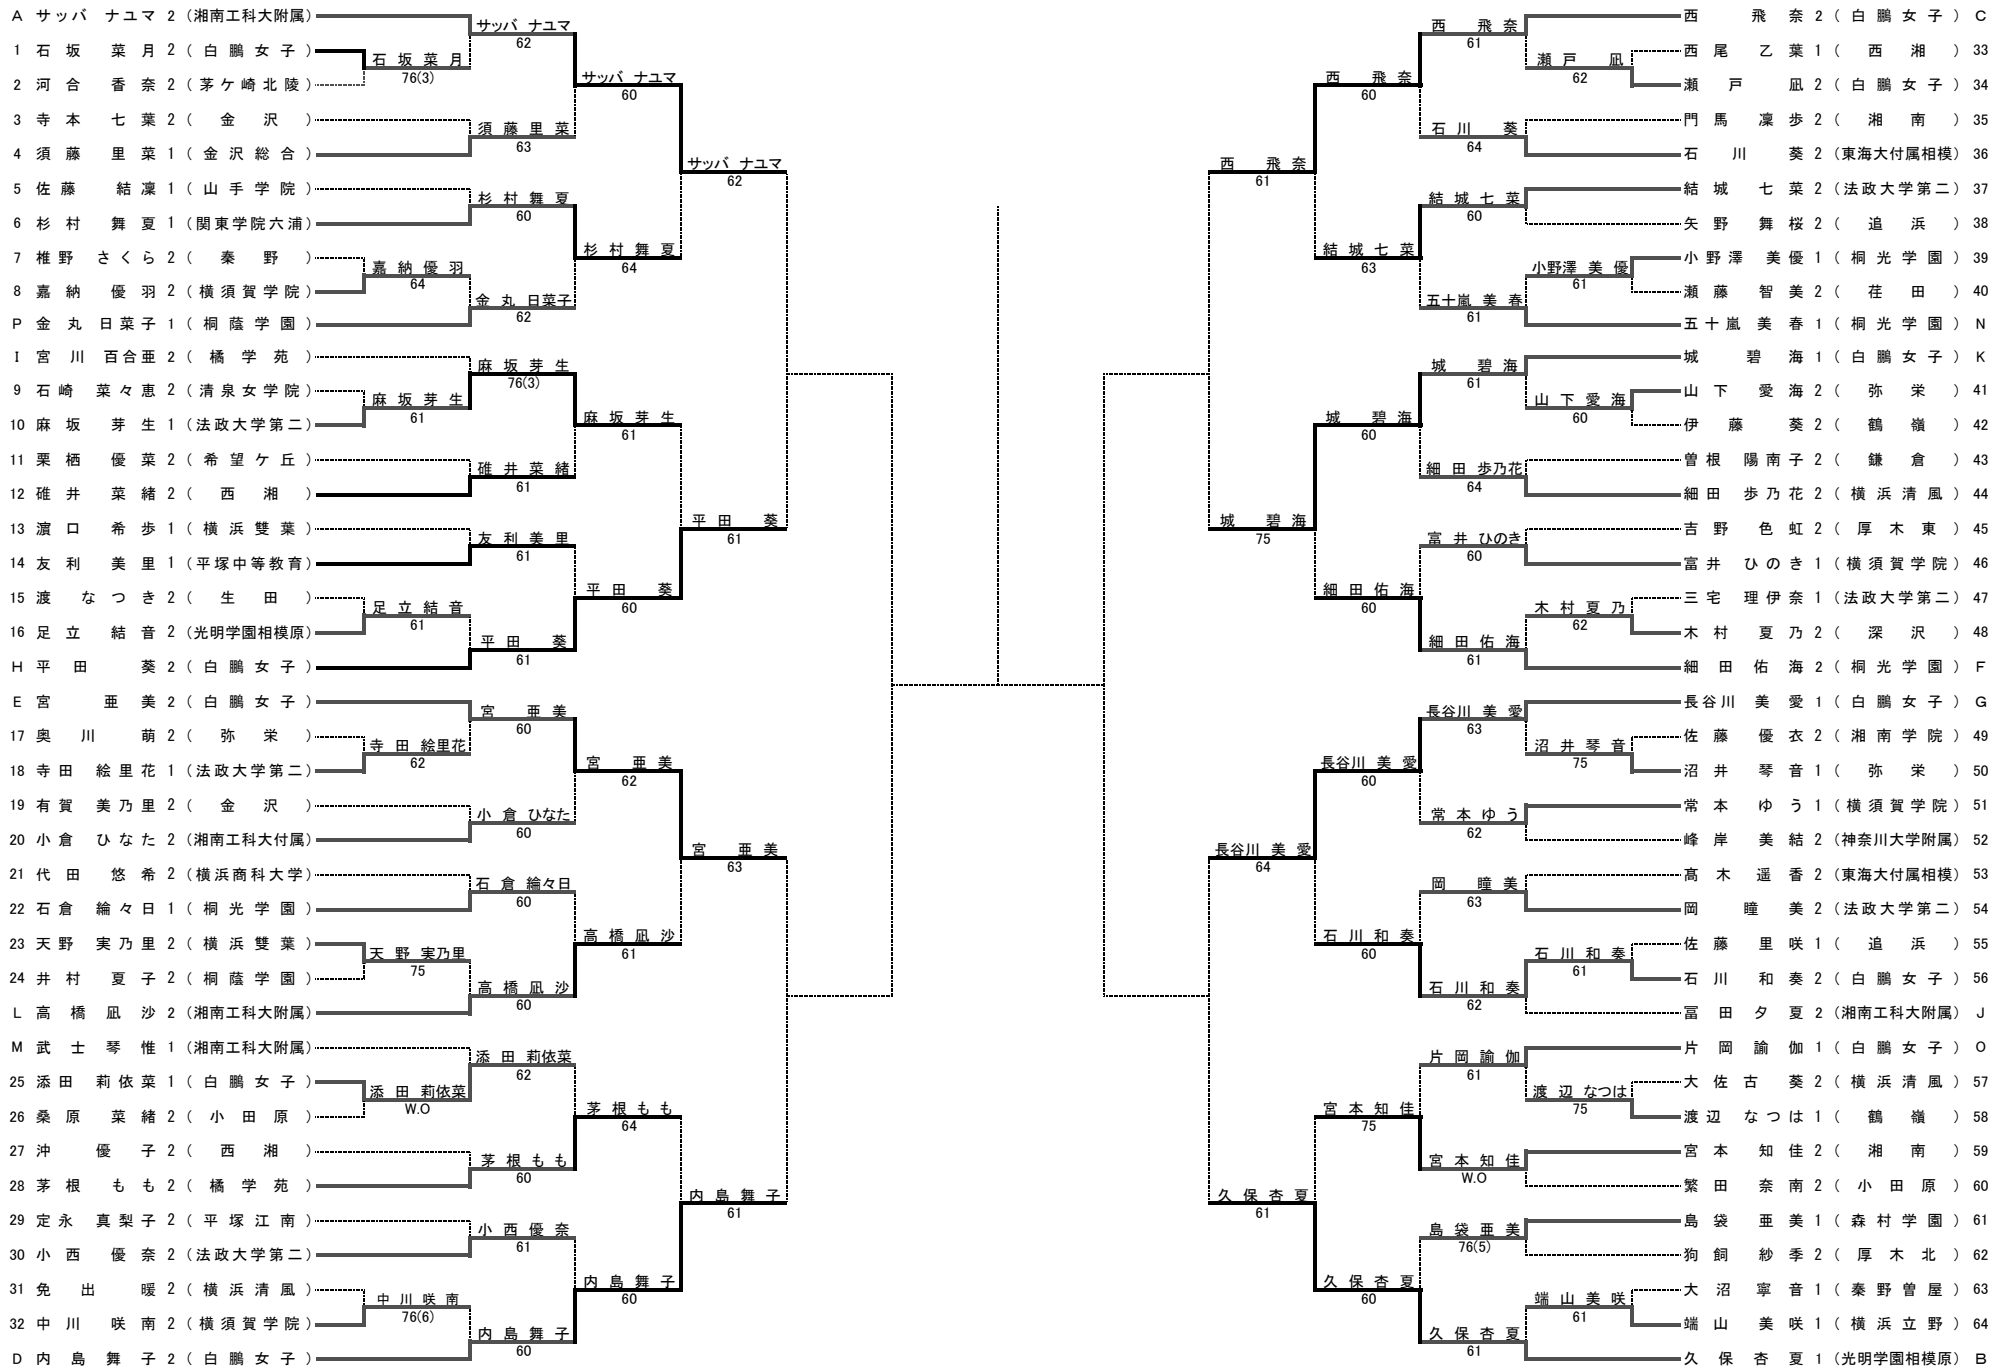 A サッバ ナユマ 2 (湘南工科大附属)
1 石坂 菜月 2 (白鵬女子)
2 河合 香奈 2 (茅ケ崎北陵)
3 寺本 七葉 2 (金沢)
4 須藤 里菜 1 (金沢総合)
5 佐藤 結凜 1 (山手学院)
6 杉村 舞夏 1 (関東学院六浦)
7 椎野 さくら 2 (秦野)
8 嘉納 優羽 2 (横須賀学院)
P 金丸 日菜子 1 (桐蔭学園)
I 宮川 百合亜 2 (橘学苑)
9 石崎 菜々恵 2 (清泉女学院)
10 麻坂 芽生 1 (法政大学第二)
11 栗栖 優菜 2 (希望ケ丘)
12 碓井 菜緒 2 (西湘)
13 濵口 希歩 1 (横浜雙葉)
14 友利 美里 1 (平塚中等教育)
15 渡 なつき 2 (生田)
16 足立 結音 2 (光明学園相模原)
H 平田 葵 2 (白鵬女子)
E 宮 亜美 2 (白鵬女子)
17 奥川 萌 2 (弥栄)
18 寺田 絵里花 1 (法政大学第二)
19 有賀 美乃里 2 (金沢)
20 小倉 ひなた 2 (湘南工科大付属)
21 代田 悠希 2 (横浜商科大学)
22 石倉 綸々日 1 (桐光学園)
23 天野 実乃里 2 (横浜雙葉)
24 井村 夏子 2 (桐蔭学園)
L 高橋 凪沙 2 (湘南工科大附属)
M 武士 琴惟 1 (湘南工科大附属)
25 添田 莉依菜 1 (白鵬女子)
26 桑原 菜緒 2 (小田原)
27 沖 優子 2 (西湘)
28 茅根 もも 2 (橘学苑)
29 定永 真梨子 2 (平塚江南)
30 小西 優奈 2 (法政大学第二)
31 免出 暖 2 (横浜清風)
32 中川 咲南 2 (横須賀学院)
D 内島 舞子 2 (白鵬女子)
石坂菜月
76(3)
嘉納優羽
64
麻坂芽生
61
足立結音
61
寺田 絵里花
62
天野 実乃里
75
添田 莉依菜
W.O
中川咲南
76(6)
サッバ ナユマ
62
須藤里菜
63
杉村舞夏
60
金丸 日菜子
62
麻坂芽生
76(3)
碓井菜緒
61
友利美里
61
平田 葵
61
宮 亜美
60
小倉 ひなた
60
石倉 綸々日
60
高橋凪沙
60
添田 莉依菜
62
茅根もも
60
小西優奈
61
内島舞子
60
サッバ ナユマ
60
杉村舞夏
64
麻坂芽生
61
平田 葵
60
宮 亜美
62
高橋凪沙
61
茅根もも
64
内島舞子
60
サッバ ナユマ
62
平田 葵
61
宮 亜美
63
内島舞子
61
西 飛奈
61
城 碧海
75
長谷川 美愛
64
久保杏夏
61
西 飛奈
60
結城七菜
63
城 碧海
60
細田佑海
60
長谷川 美愛
60
石川和奏
60
宮本知佳
75
久保杏夏
60
西 飛奈
61
石川 葵
64
結城七菜
60
五十嵐 美春
61
城 碧海
61
細田 歩乃花
64
富井 ひのき
60
細田佑海
61
長谷川 美愛
63
常本ゆう
62
岡 瞳美
63
石川和奏
62
片岡諭伽
61
宮本知佳
W.O
島袋亜美
76(5)
久保杏夏
61
瀬戸 凪
62
小野澤 美優
61
山下愛海
60
木村夏乃
62
沼井琴音
75
石川和奏
61
渡辺 なつは
75
端山美咲
61
西 飛奈 2 (白鵬女子) C
西尾 乙葉 1 (西湘) 33
瀬戸 凪 2 (白鵬女子) 34
門馬 凜歩 2 (湘南) 35
石川 葵 2 (東海大付属相模) 36
結城 七菜 2 (法政大学第二) 37
矢野 舞桜 2 (追浜) 38
小野澤 美優 1 (桐光学園) 39
瀬藤 智美 2 (荏田) 40
五十嵐 美春 1 (桐光学園) N
城 碧海 1 (白鵬女子) K
山下 愛海 2 (弥栄) 41
伊藤 葵 2 (鶴嶺) 42
曽根 陽南子 2 (鎌倉) 43
細田 歩乃花 2 (横浜清風) 44
吉野 色虹 2 (厚木東) 45
富井 ひのき 1 (横須賀学院) 46
三宅 理伊奈 1 (法政大学第二) 47
木村 夏乃 2 (深沢) 48
細田 佑海 2 (桐光学園) F
長谷川 美愛 1 (白鵬女子) G
佐藤 優衣 2 (湘南学院) 49
沼井 琴音 1 (弥栄) 50
常本 ゆう 1 (横須賀学院) 51
峰岸 美結 2 (神奈川大学附属) 52
髙木 遥香 2 (東海大付属相模) 53
岡 瞳美 2 (法政大学第二) 54
佐藤 里咲 1 (追浜) 55
石川 和奏 2 (白鵬女子) 56
冨田 夕夏 2 (湘南工科大附属) J
片岡 諭伽 1 (白鵬女子) O
大佐古 葵 2 (横浜清風) 57
渡辺 なつは 1 (鶴嶺) 58
宮本 知佳 2 (湘南) 59
繁田 奈南 2 (小田原) 60
島袋 亜美 1 (森村学園) 61
狗飼 紗季 2 (厚木北) 62
大沼 寧音 1 (秦野曽屋) 63
端山 美咲 1 (横浜立野) 64
久保 杏夏 1 (光明学園相模原) B